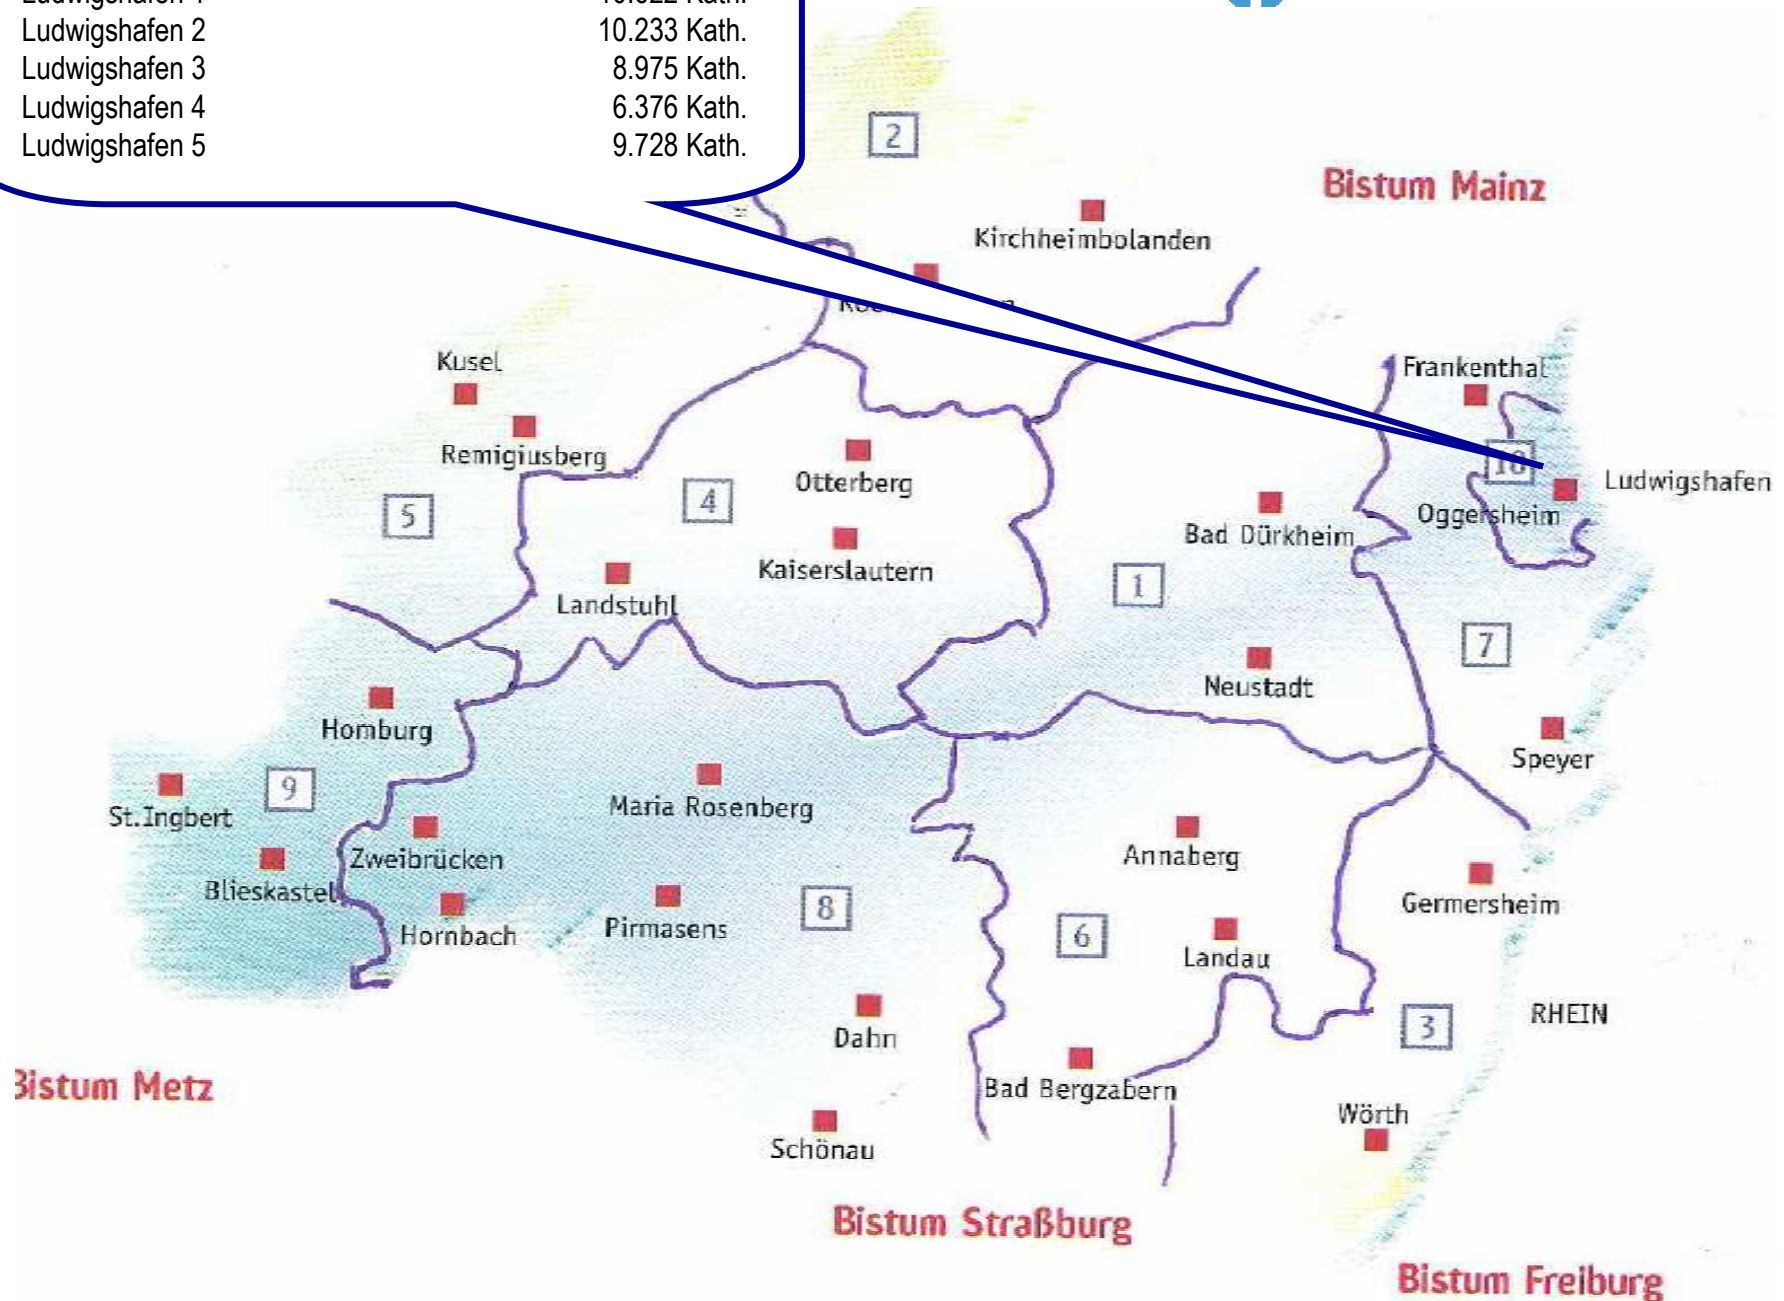 Ludwigshafen 2 10.233 Kath.
Ludwigshafen 3 8.975 Kath.
Ludwigshafen 4 6.376 Kath.
Ludwigshafen 5 9.728 Kath.
2
Bistum Mainz
Kirchheimbolanden
Kusel
Frankenthal
Remigiusberg
Otterberg
10
Ludwigshafen
5
4
Oggersheim
Bad Dürkheim
Kaiserslautern
1
Landstuhl
7
Neustadt
Homburg
Speyer
9
St.Ingbert
Maria Rosenberg
Zweibrücken
Annaberg
Blieskastel
Germersheim
Hornbach
Pirmasens
8
6
Landau
3
RHEIN
Dahn
Bistum Metz
Bad Bergzabern
Wörth
Schönau
Bistum Straßburg
Bistum Freiburg